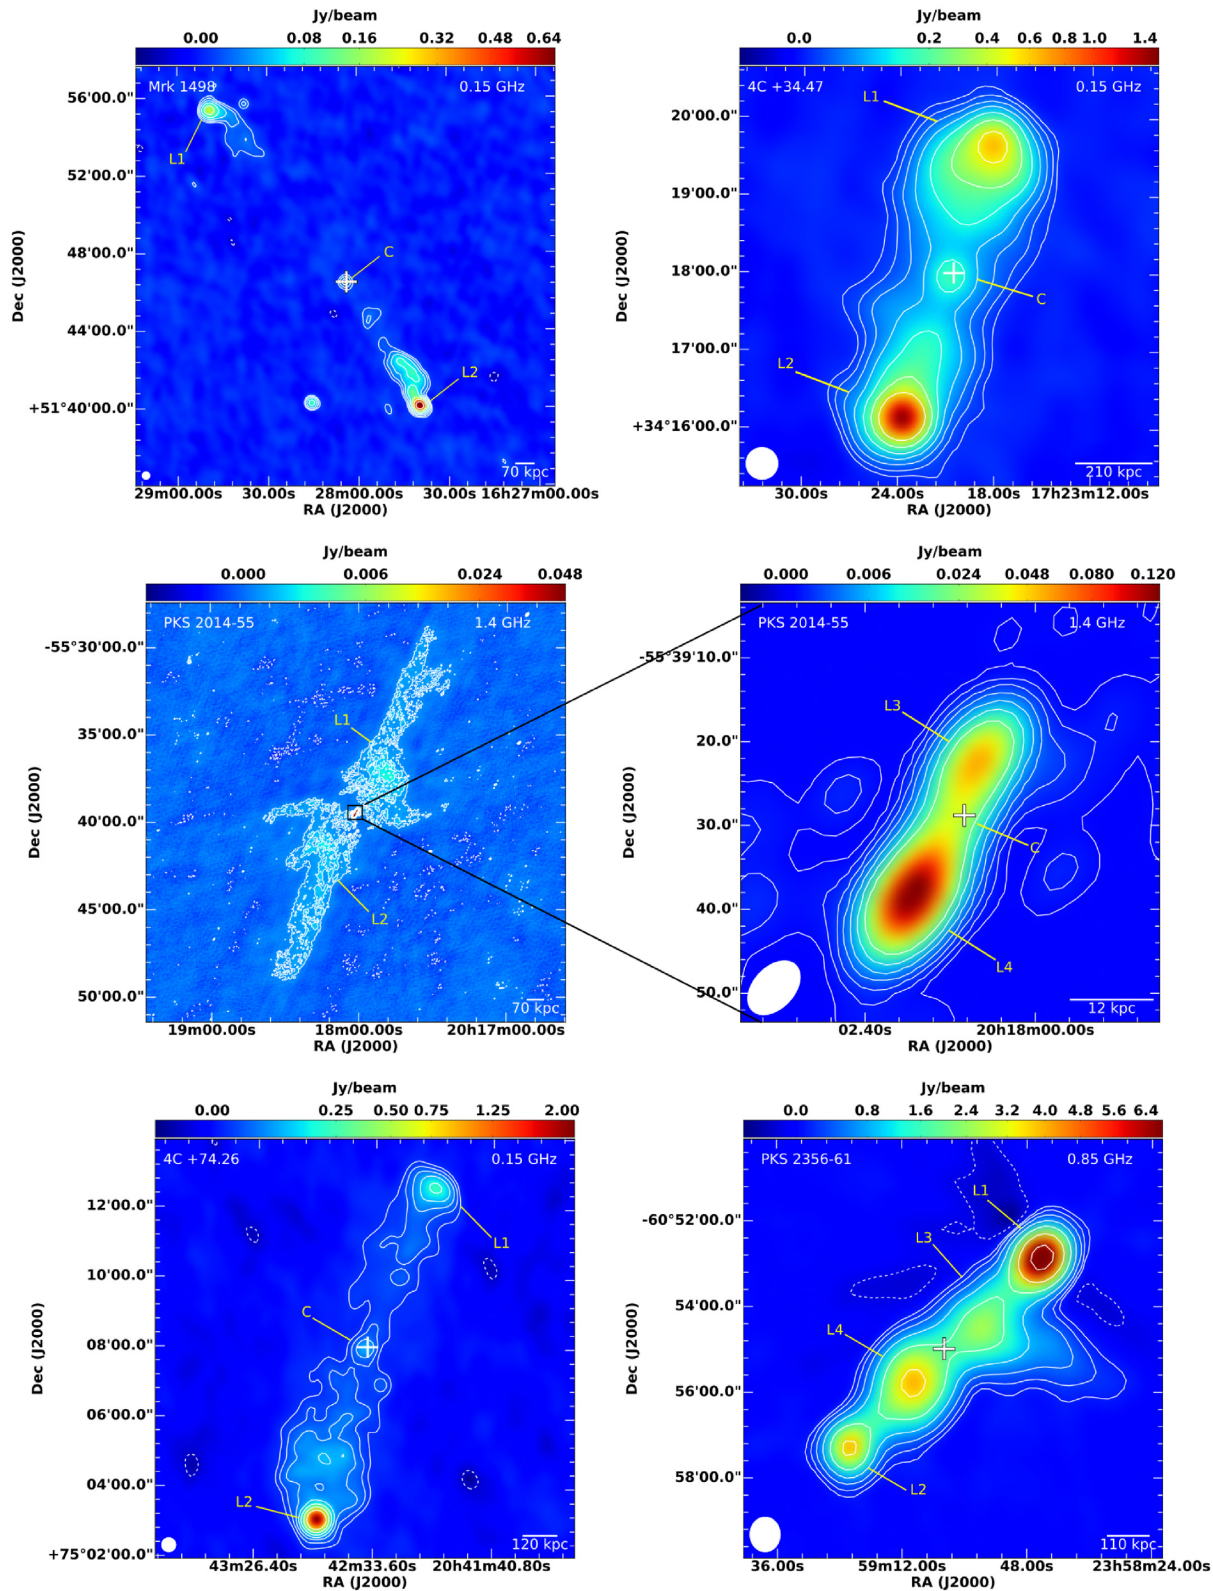 Jy/beam
0.00 0.08 0.16 0.32 0.48 0.64
Mrk 1498 0.15 GHz
56'00.0"
52'00.0"
48'00.0"
44'00.0"
+51°40'00.0"
Dec (J2000)
L1
C
L2
70 kpc
29m00.00s 30.00s 28m00.00s 30.00s 16h27m00.00s
RA (J2000)
Jy/beam
0.0 0.2 0.4 0.6 0.8 1.0 1.4
4C +34.47 0.15 GHz
20'00.0"
19'00.0"
18'00.0"
17'00.0"
+34°16'00.0"
Dec (J2000)
L1
C
L2
210 kpc
30.00s 24.00s 18.00s 17h23m12.00s
RA (J2000)
Jy/beam
0.000 0.006 0.024 0.048
PKS 2014-55 1.4 GHz
-55°30'00.0"
35'00.0"
40'00.0"
45'00.0"
50'00.0"
Dec (J2000)
L1
L2
70 kpc
19m00.00s 18m00.00s 20h17m00.00s
RA (J2000)
Jy/beam
0.000 0.006 0.024 0.048 0.080 0.120
PKS 2014-55 1.4 GHz
-55°39'10.0"
20.0"
30.0"
40.0"
50.0"
Dec (J2000)
L3
C
L4
12 kpc
02.40s 20h18m00.00s
RA (J2000)
Jy/beam
0.00 0.25 0.50 0.75 1.25 2.00
4C +74.26 0.15 GHz
12'00.0"
10'00.0"
08'00.0"
06'00.0"
04'00.0"
+75°02'00.0"
Dec (J2000)
L1
C
L2
120 kpc
43m26.40s 42m33.60s 20h41m40.80s
RA (J2000)
Jy/beam
0.0 0.8 1.6 2.4 3.2 4.0 4.8 5.6 6.4
PKS 2356-61 0.85 GHz
-60°52'00.0"
54'00.0"
56'00.0"
58'00.0"
Dec (J2000)
L1
L3
L4
L2
110 kpc
36.00s 59m12.00s 48.00s 23h58m24.00s
RA (J2000)